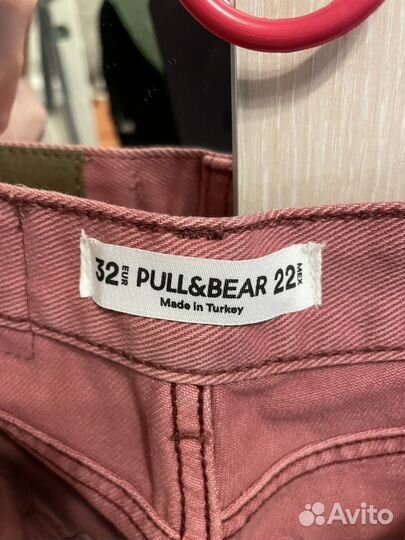 32 EUR PULL&BEAR 22 MEX
Made in Turkey
Avito